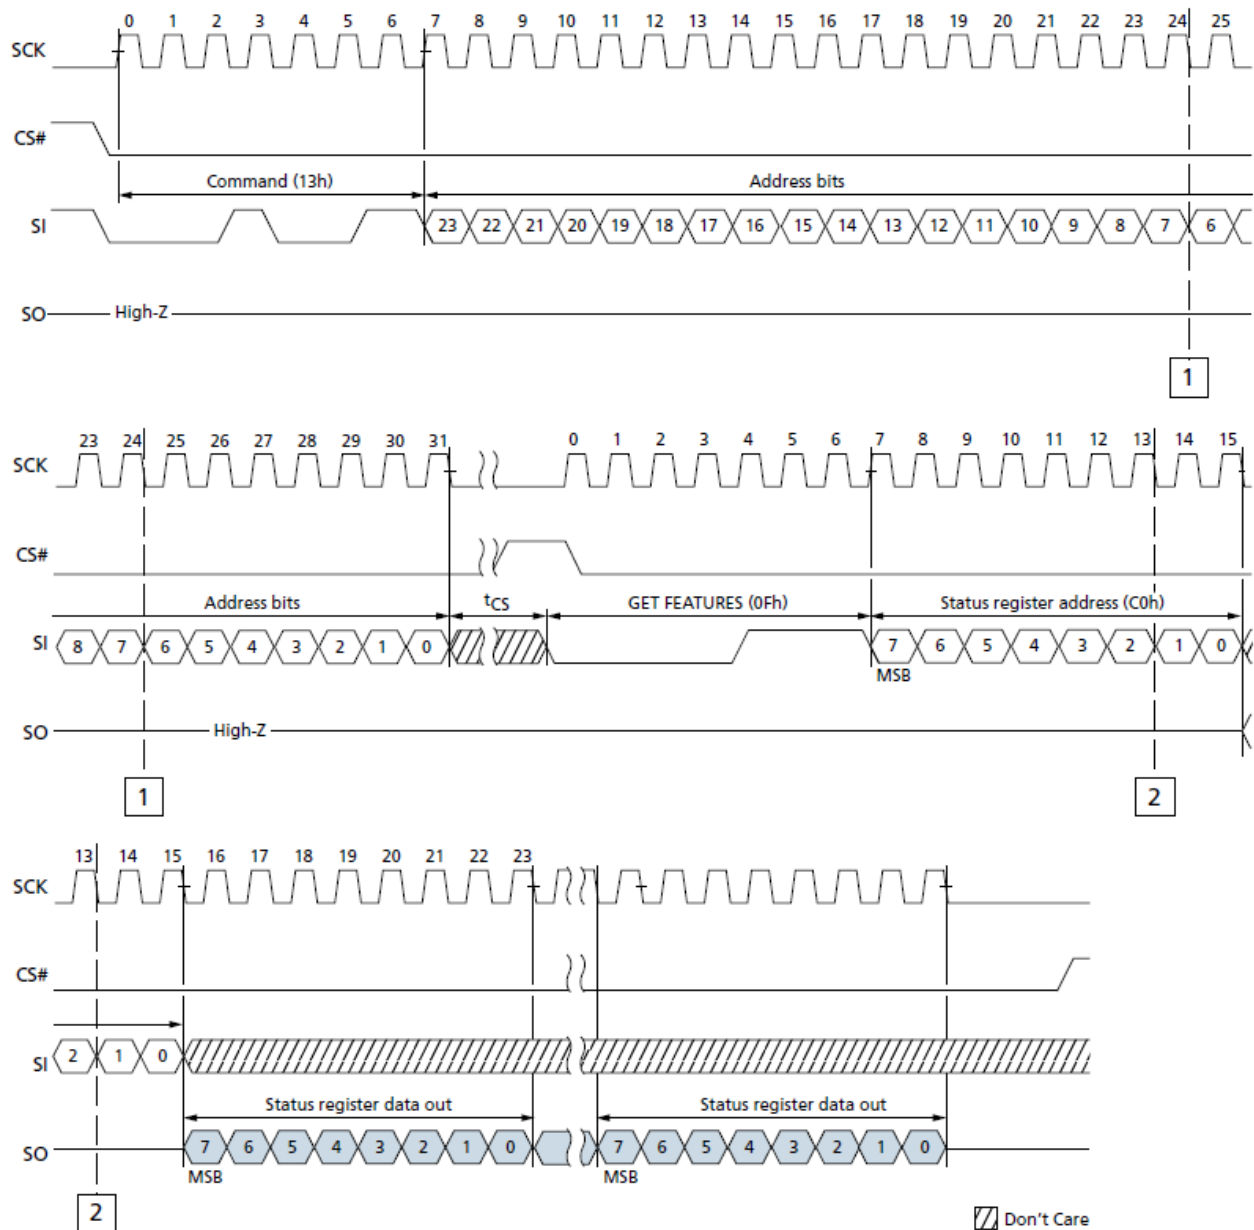 0 1 2 3 4 5 6 7 8 9 10 11 12 13 14 15 16 17 18 19 20 21 22 23 24 25
SCK
CS#
Command (13h) Address bits
SI 23 22 21 20 19 18 17 16 15 14 13 12 11 10 9 8 7 6
SO High-Z
1
23 24 25 26 27 28 29 30 31 0 1 2 3 4 5 6 7 8 9 10 11 12 13 14 15
SCK
CS#
Address bits tCS GET FEATURES (0Fh) Status register address (C0h)
SI 8 7 6 5 4 3 2 1 0 7 6 5 4 3 2 1 0
MSB
SO High-Z
1 2
13 14 15 16 17 18 19 20 21 22 23
SCK
CS#
SI 2 1 0
Status register data out Status register data out
SO 7 6 5 4 3 2 1 0 7 6 5 4 3 2 1 0
MSB MSB
2
Don't Care